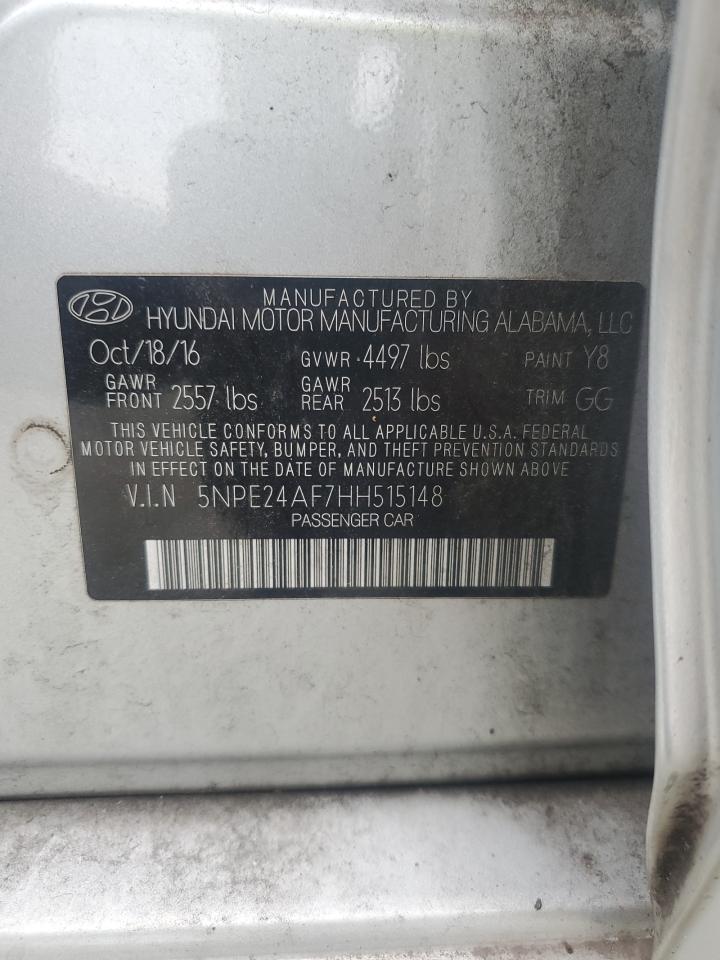 MANUFACTURED BY
HYUNDAI MOTOR MANUFACTURING ALABAMA, LLC
Oct/18/16 GVWR 4497 lbs PAINT Y8
GAWR FRONT 2557 lbs GAWR REAR 2513 lbs TRIM GG
THIS VEHICLE CONFORMS TO ALL APPLICABLE U.S.A. FEDERAL
MOTOR VEHICLE SAFETY, BUMPER, AND THEFT PREVENTION STANDARDS
IN EFFECT ON THE DATE OF MANUFACTURE SHOWN ABOVE
V.I.N 5NPE24AF7HH515148
PASSENGER CAR